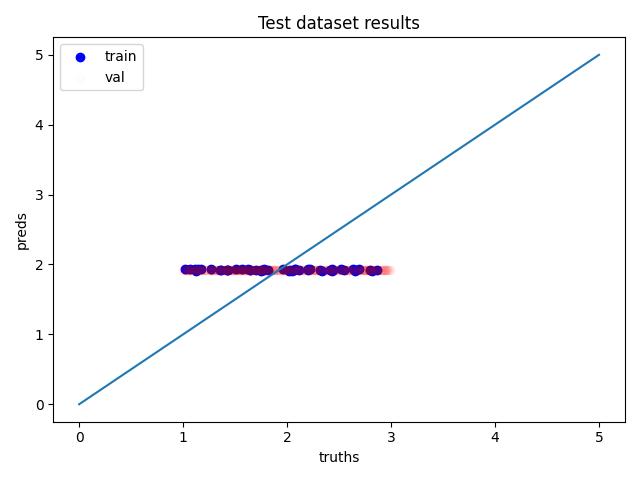 Test dataset results
train
val
preds
5
4
3
2
1
0
0 1 2 3 4 5
truths